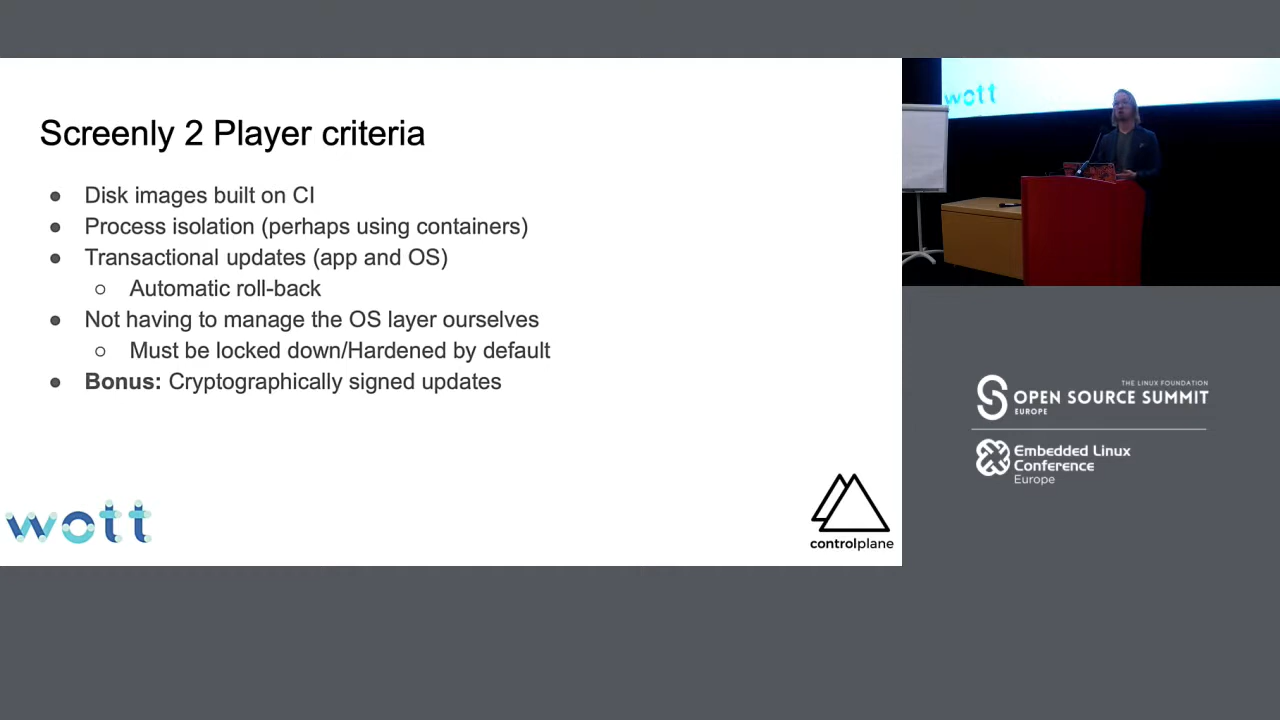 Screenly 2 Player criteria
● Disk images built on CI
● Process isolation (perhaps using containers)
● Transactional updates (app and OS)
○ Automatic roll-back
● Not having to manage the OS layer ourselves
○ Must be locked down/Hardened by default
● Bonus: Cryptographically signed updates
wott
controlplane
wott
THE LINUX FOUNDATION
OPEN SOURCE SUMMIT
EUROPE
Embedded Linux
Conference
Europe